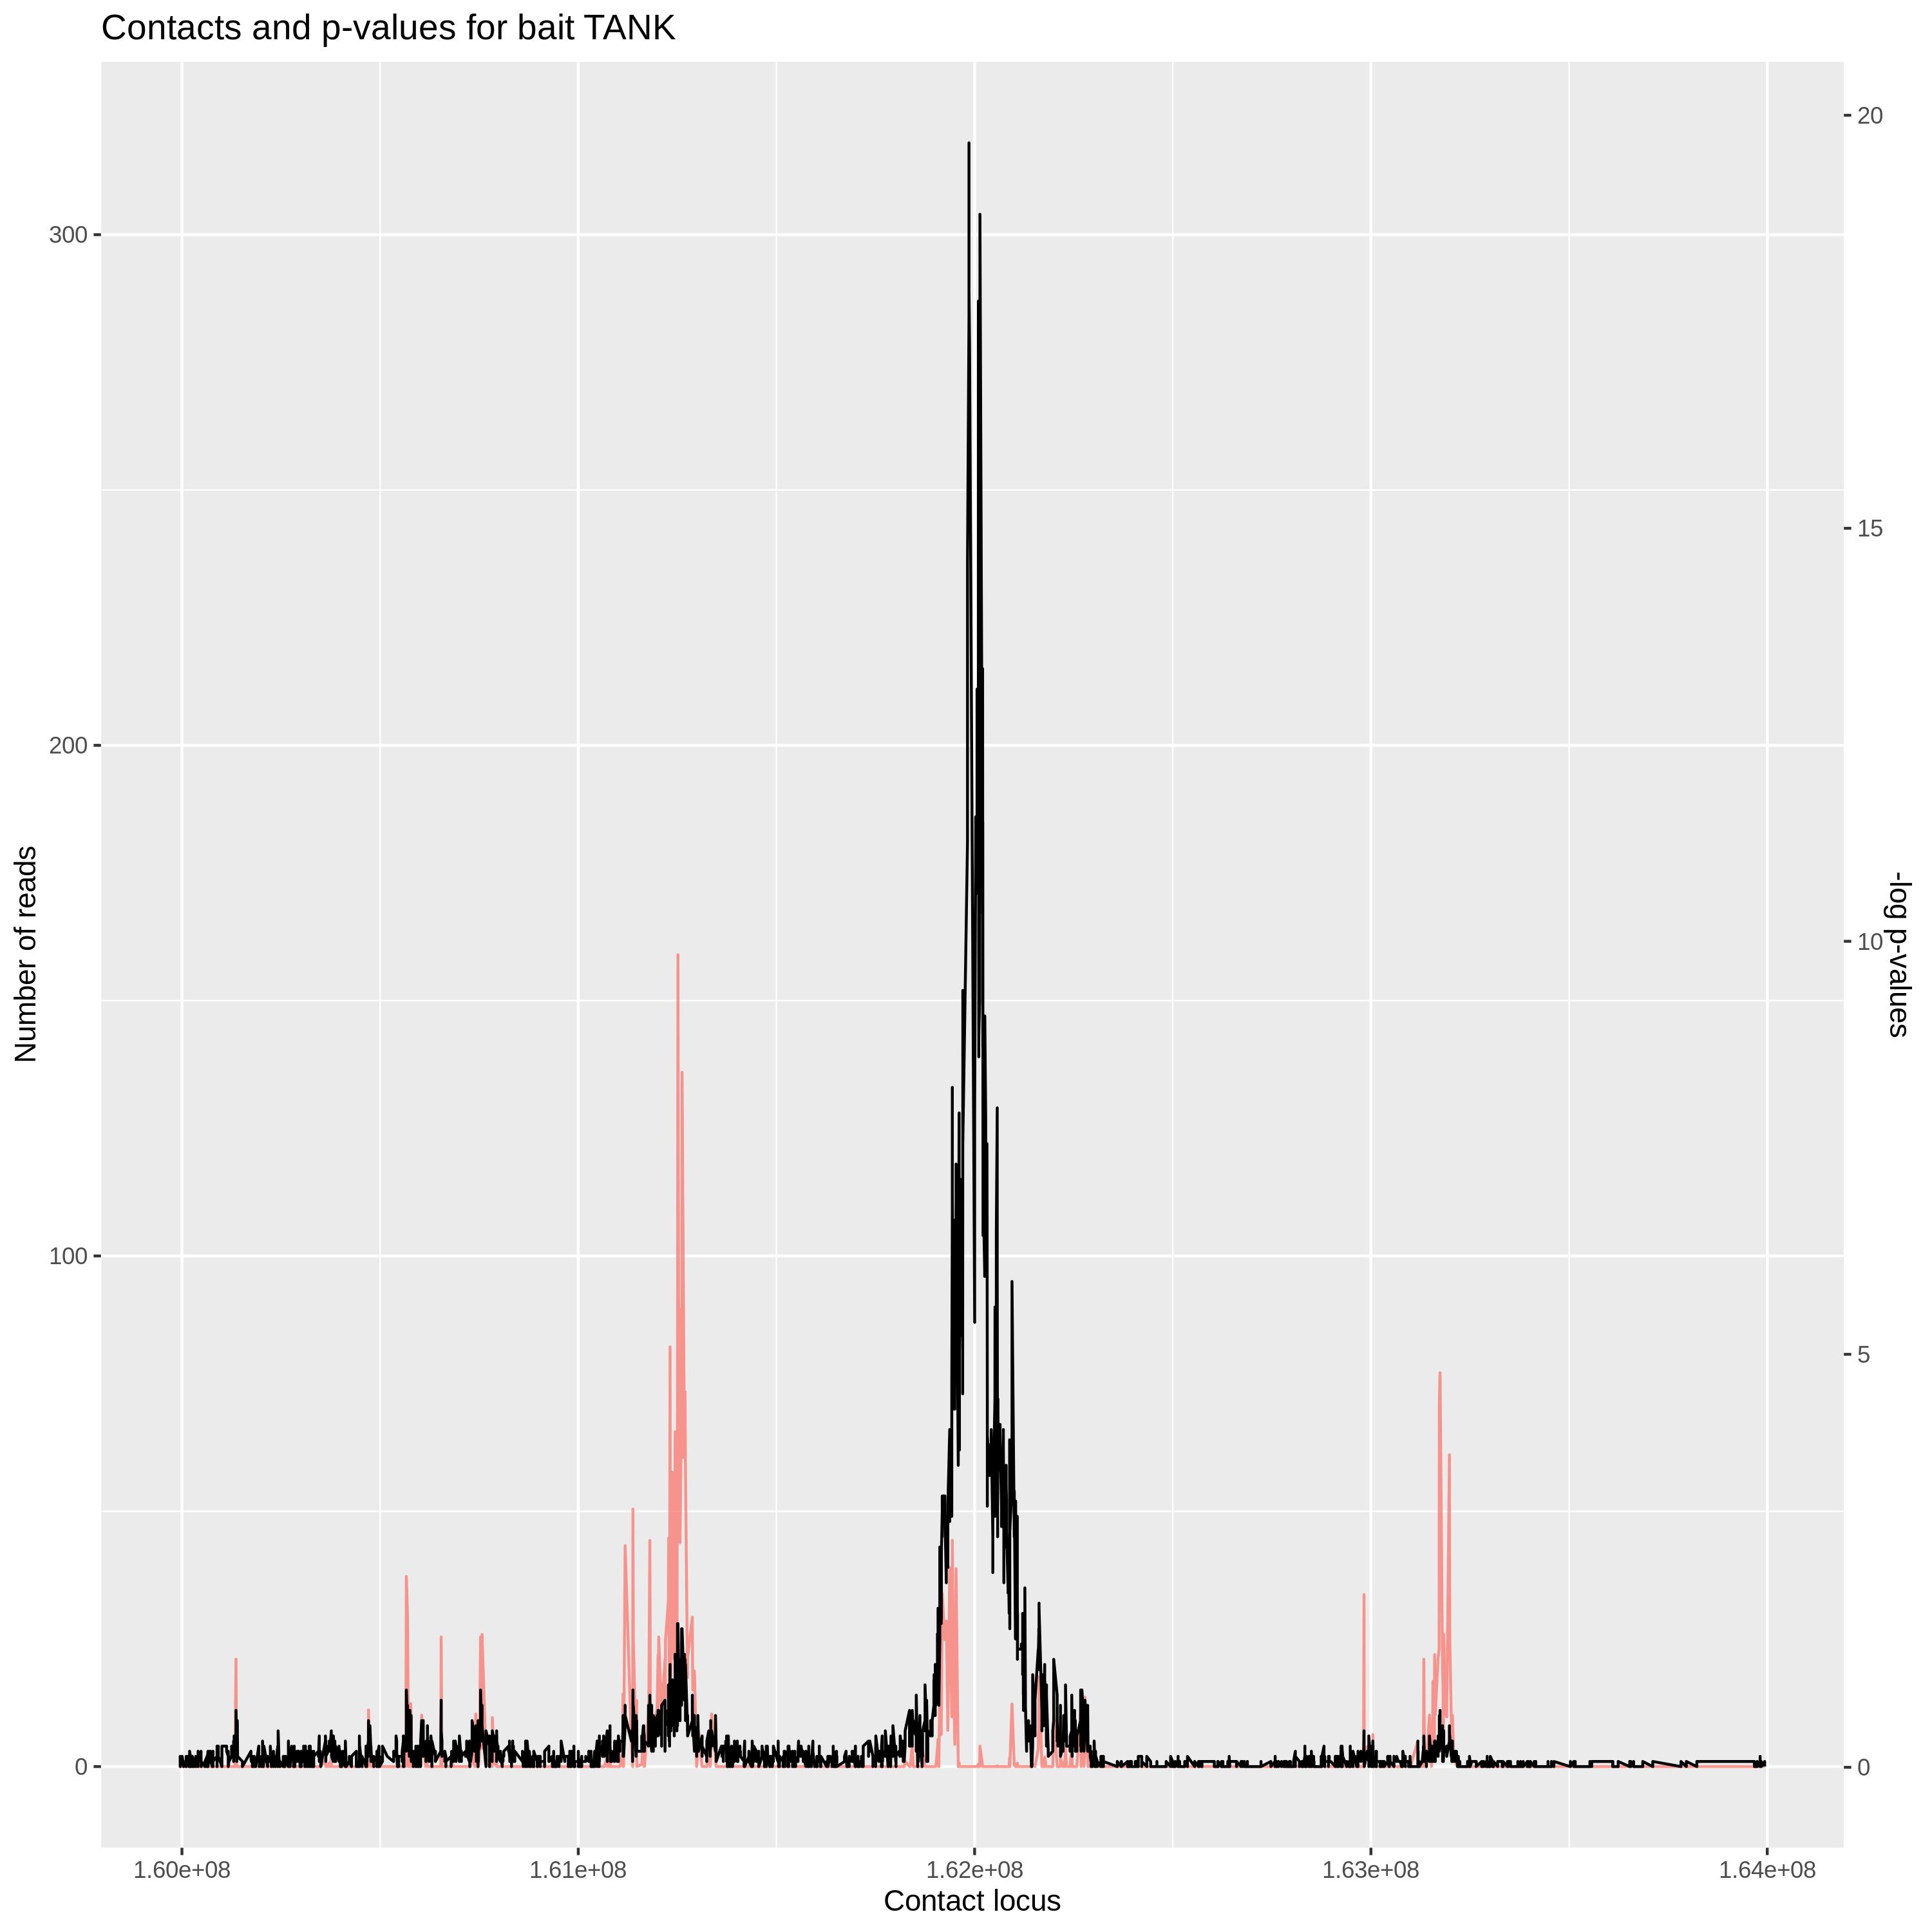 Contacts and p-values for bait TANK
Number of reads
300
200
100
0
20
15
10
5
0
-log p-values
1.60e+08
1.61e+08
1.62e+08
1.63e+08
1.64e+08
Contact locus